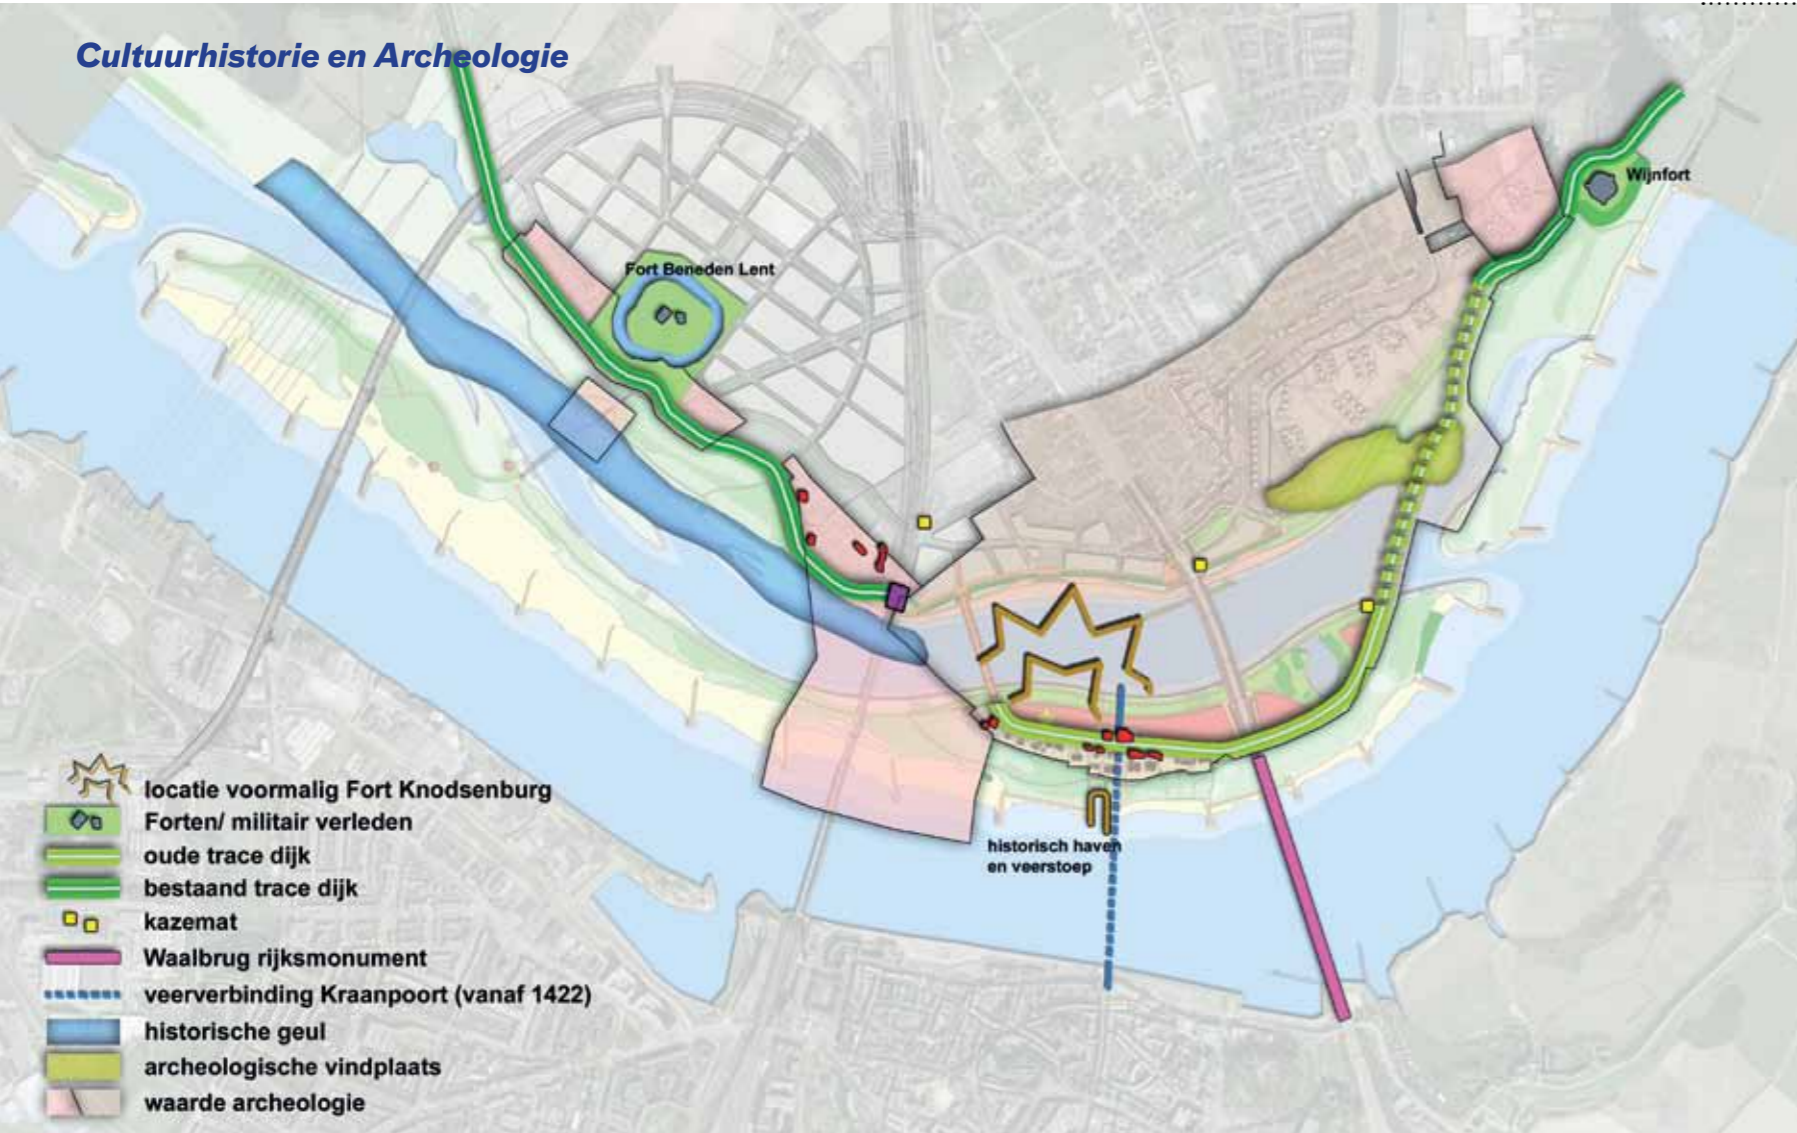 Cultuurhistorie en Archeologie
Wijnfort
Fort Beneden Lent
historisch haven
en veerstoep
locatie voormalig Fort Knodsenburg
Forten/ militair verleden
oude trace dijk
bestaand trace dijk
kazemat
Waalbrug rijksmonument
veerverbinding Kraanpoort (vanaf 1422)
historische geul
archeologische vindplaats
waarde archeologie